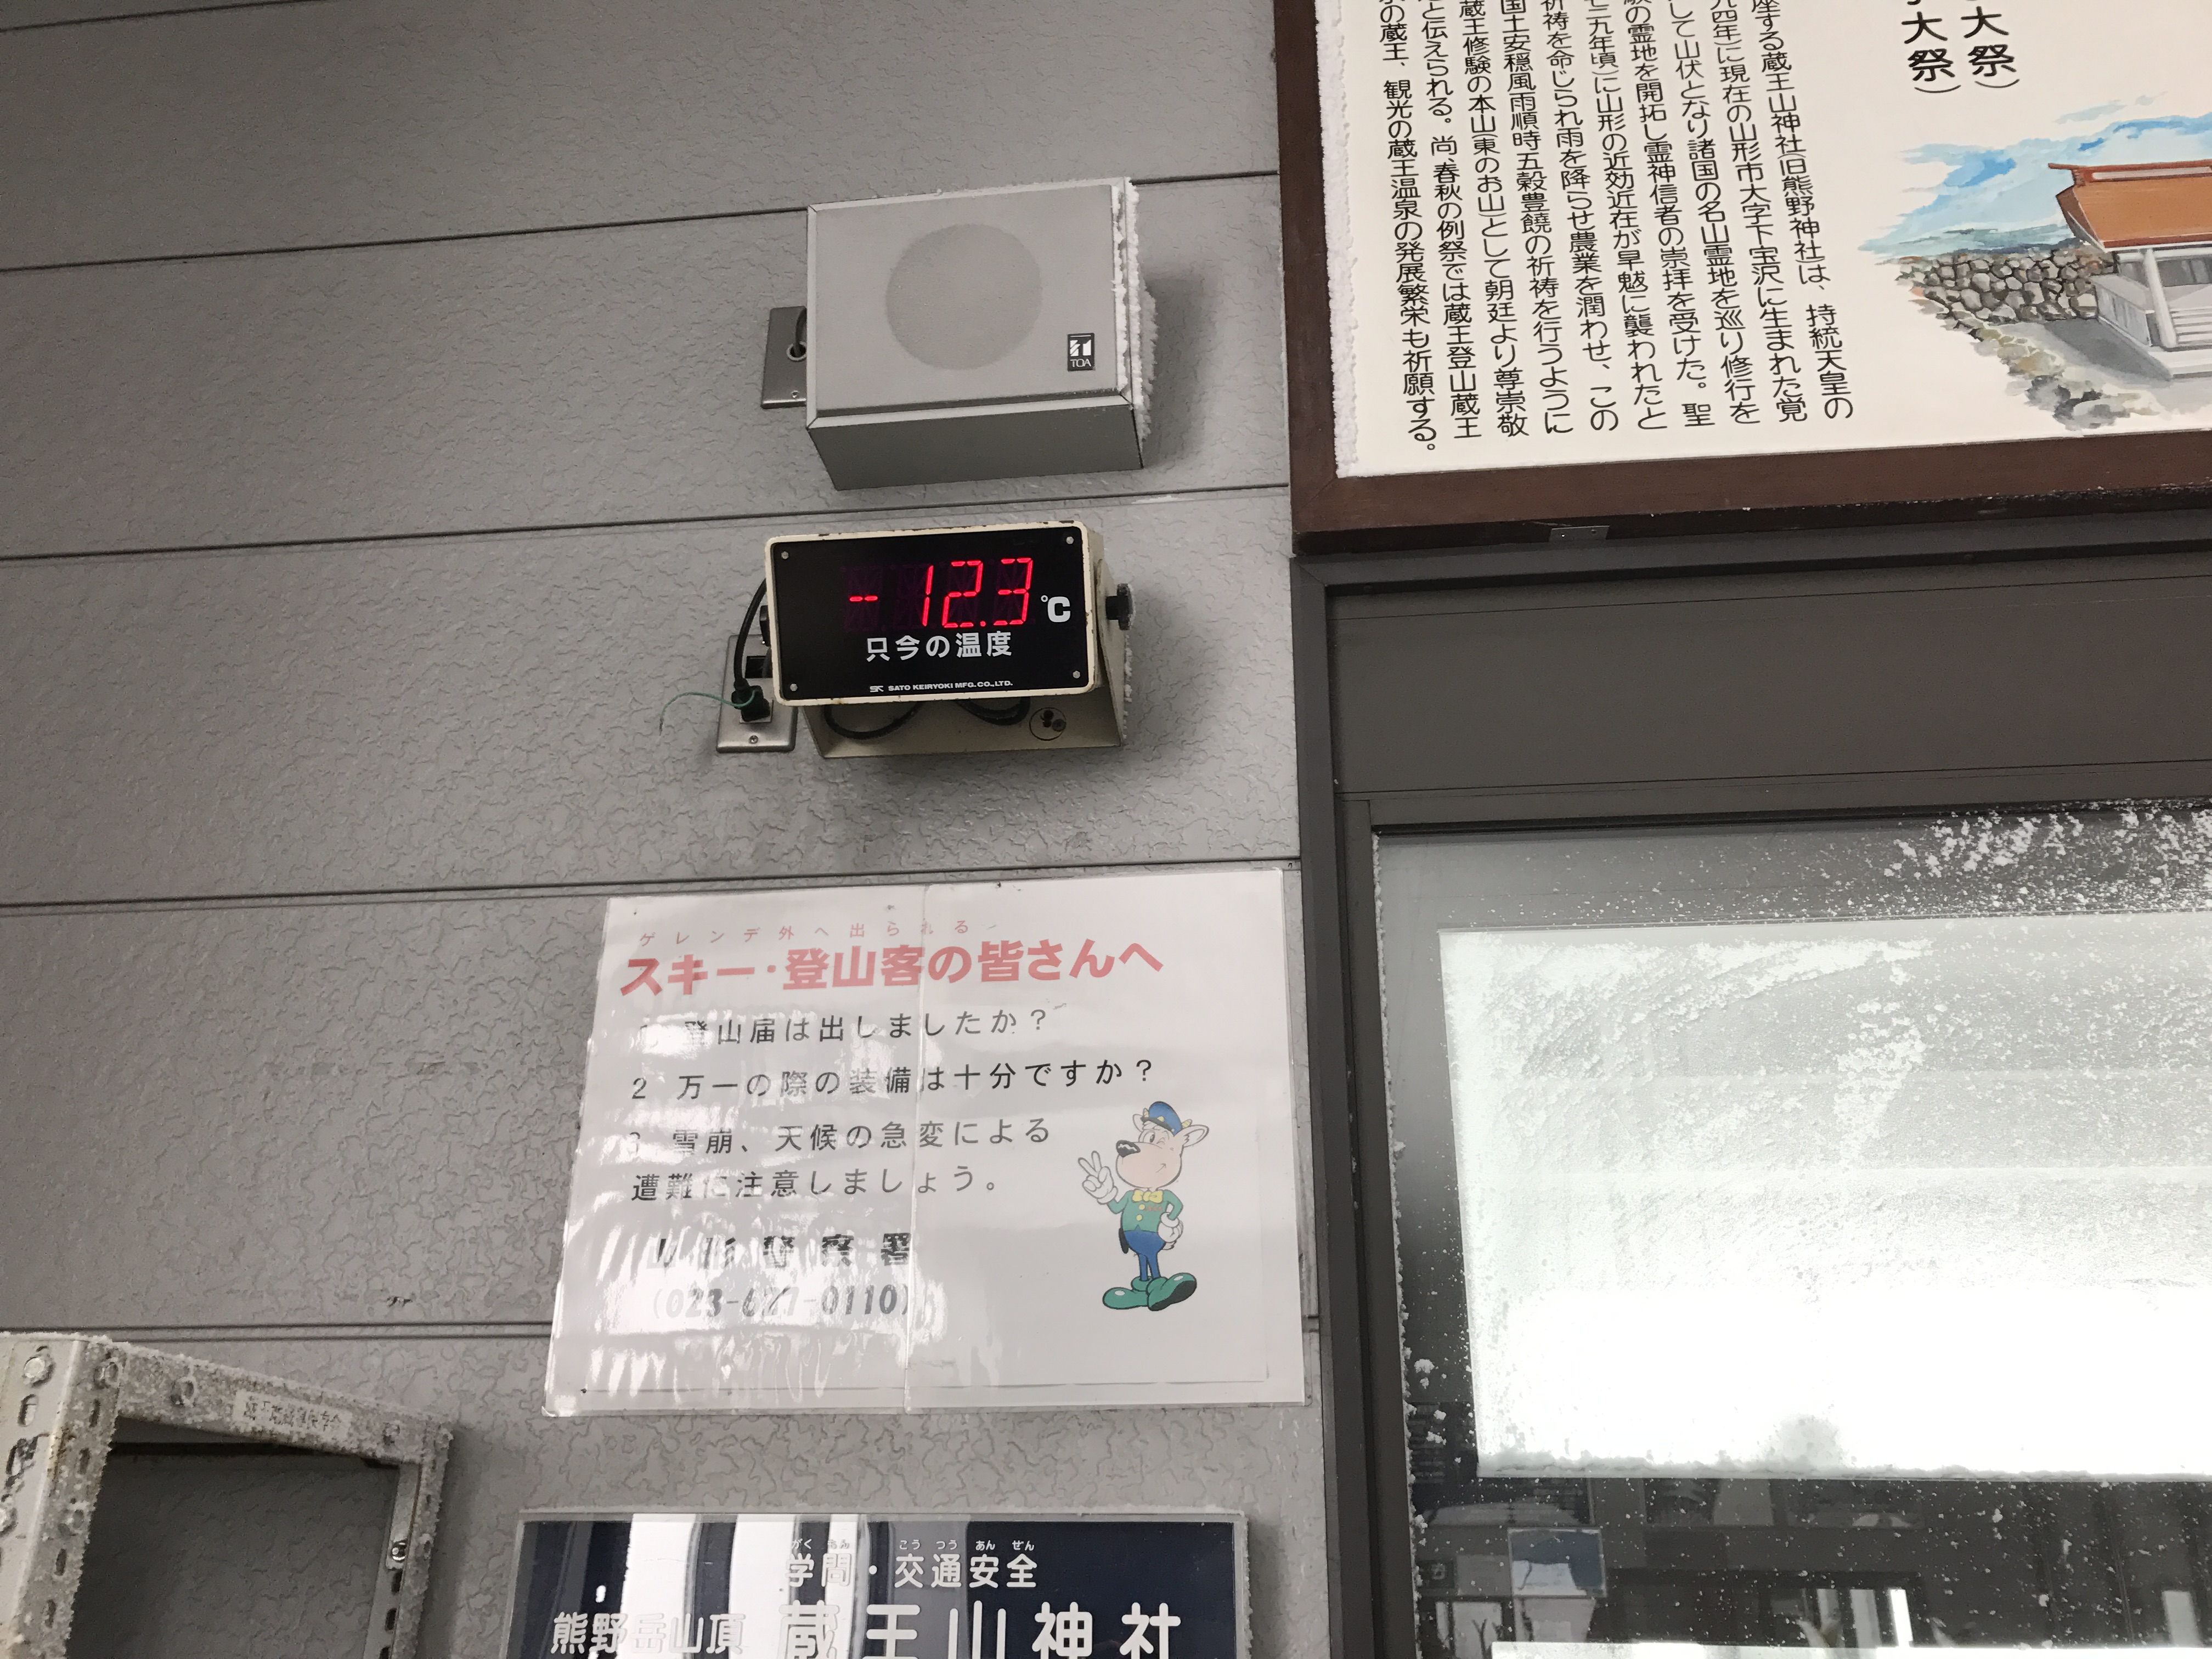 大祭）
大祭）
座する蔵王山神社（旧熊野神社）は、持統天皇の
四年に現在の山形市大字下宝沢に生まれた覚
して山伏となり諸国の名山霊地を巡り修行を
の霊地を開拓し霊神信者の崇拝を受けた。聖
二九年頃）に山形の近効近在が旱魃に襲われたと
祈祷を命じられ雨を降らせ農業を潤わせ、この
国土安穏風雨順時五穀豊饒の祈祷を行うように
蔵王修験の本山（東のお山）として朝廷より尊崇敬
と伝えられる。尚、春秋の例祭では蔵王登山蔵王
の蔵王、観光の蔵王温泉の発展繁栄も祈願する。
TOA
-12.3℃
只今の温度
SATO KEIRYOKI MFG. CO.,LTD.
ゲレンデ外へ出られる
スキー・登山客の皆さんへ
1 登山届は出しましたか？
2 万一の際の装備は十分ですか？
3 雪崩、天候の急変による
遭難に注意しましょう。
山形警察署
(023-627-0110)
がくもん こうつうあんぜん
学問・交通安全
熊野岳山頂 蔵王山神社